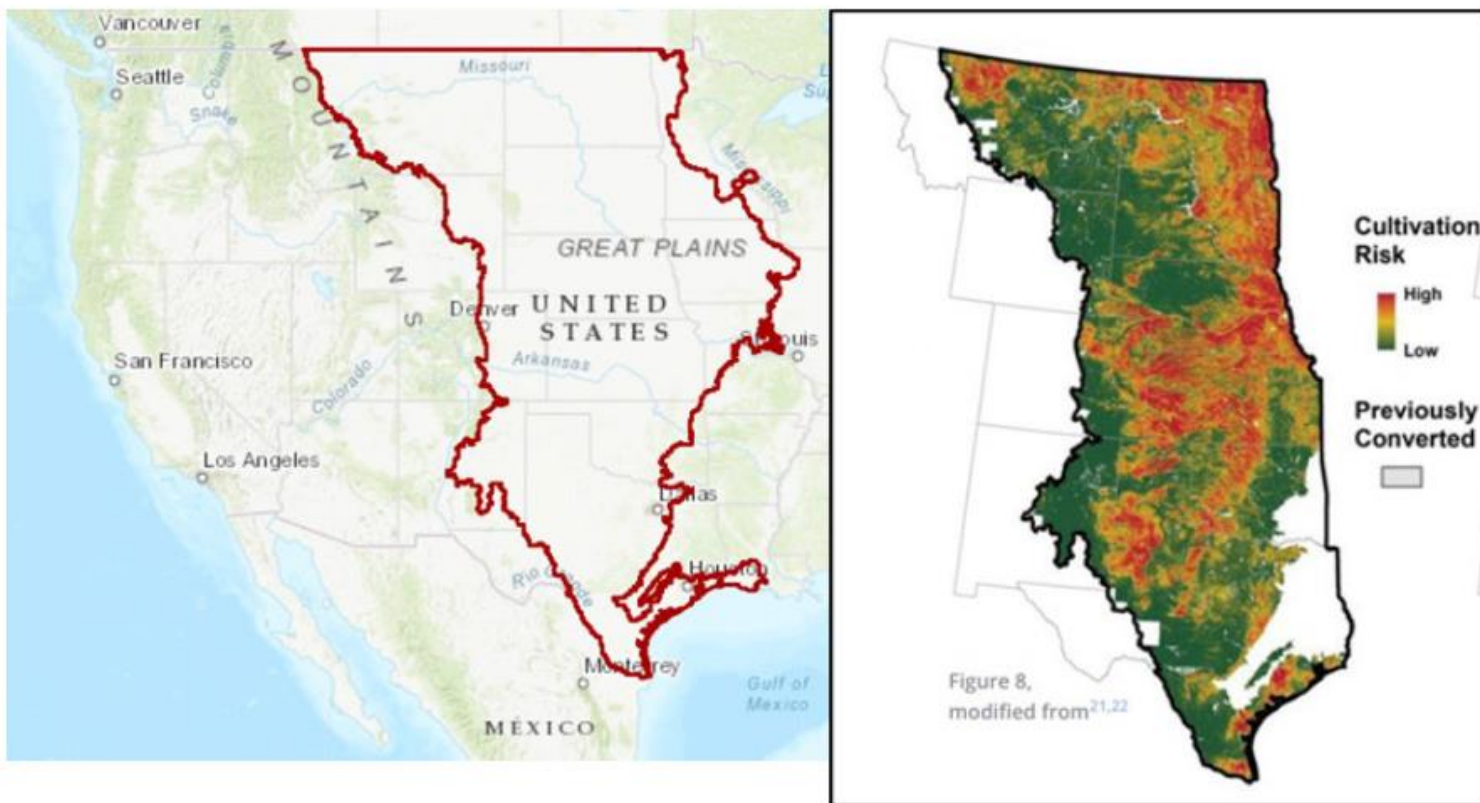 Vancouver
Seattle
Columbia
Snake
MOUNTAINS
Missouri
Mississippi
GREAT PLAINS
Denver
UNITED
STATES
San Francisco
Arkansas
Colorado
Los Angeles
Dallas
Houston
Rio Grande
Monterrey
Gulf of
Mexico
MÉXICO
Cultivation
Risk
High
Low
Previously
Converted
Figure 8,
modified from21,22